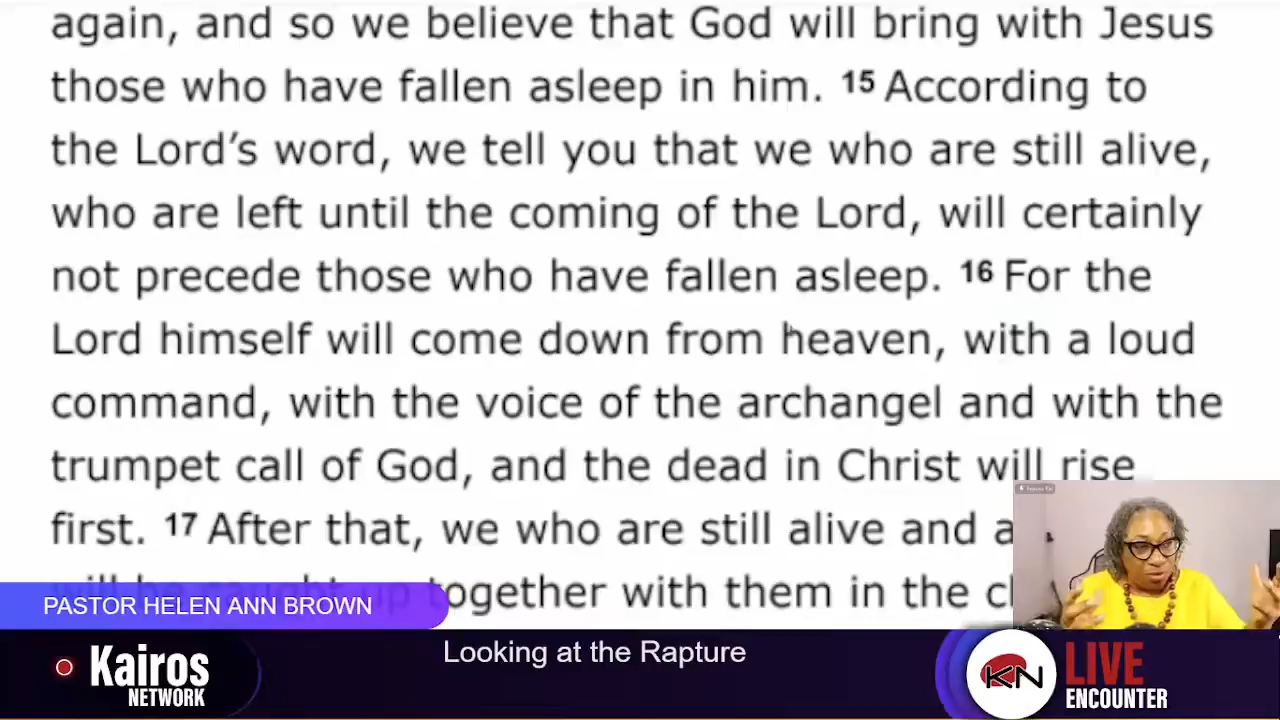 again, and so we believe that God will bring with Jesus
those who have fallen asleep in him. 15 According to
the Lord’s word, we tell you that we who are still alive,
who are left until the coming of the Lord, will certainly
not precede those who have fallen asleep. 16 For the
Lord himself will come down from heaven, with a loud
command, with the voice of the archangel and with the
trumpet call of God, and the dead in Christ will rise
first. 17 After that, we who are still alive and a
will be caught up together with them in the cl
PASTOR HELEN ANN BROWN
Looking at the Rapture
Kairos
NETWORK
KN
LIVE
ENCOUNTER